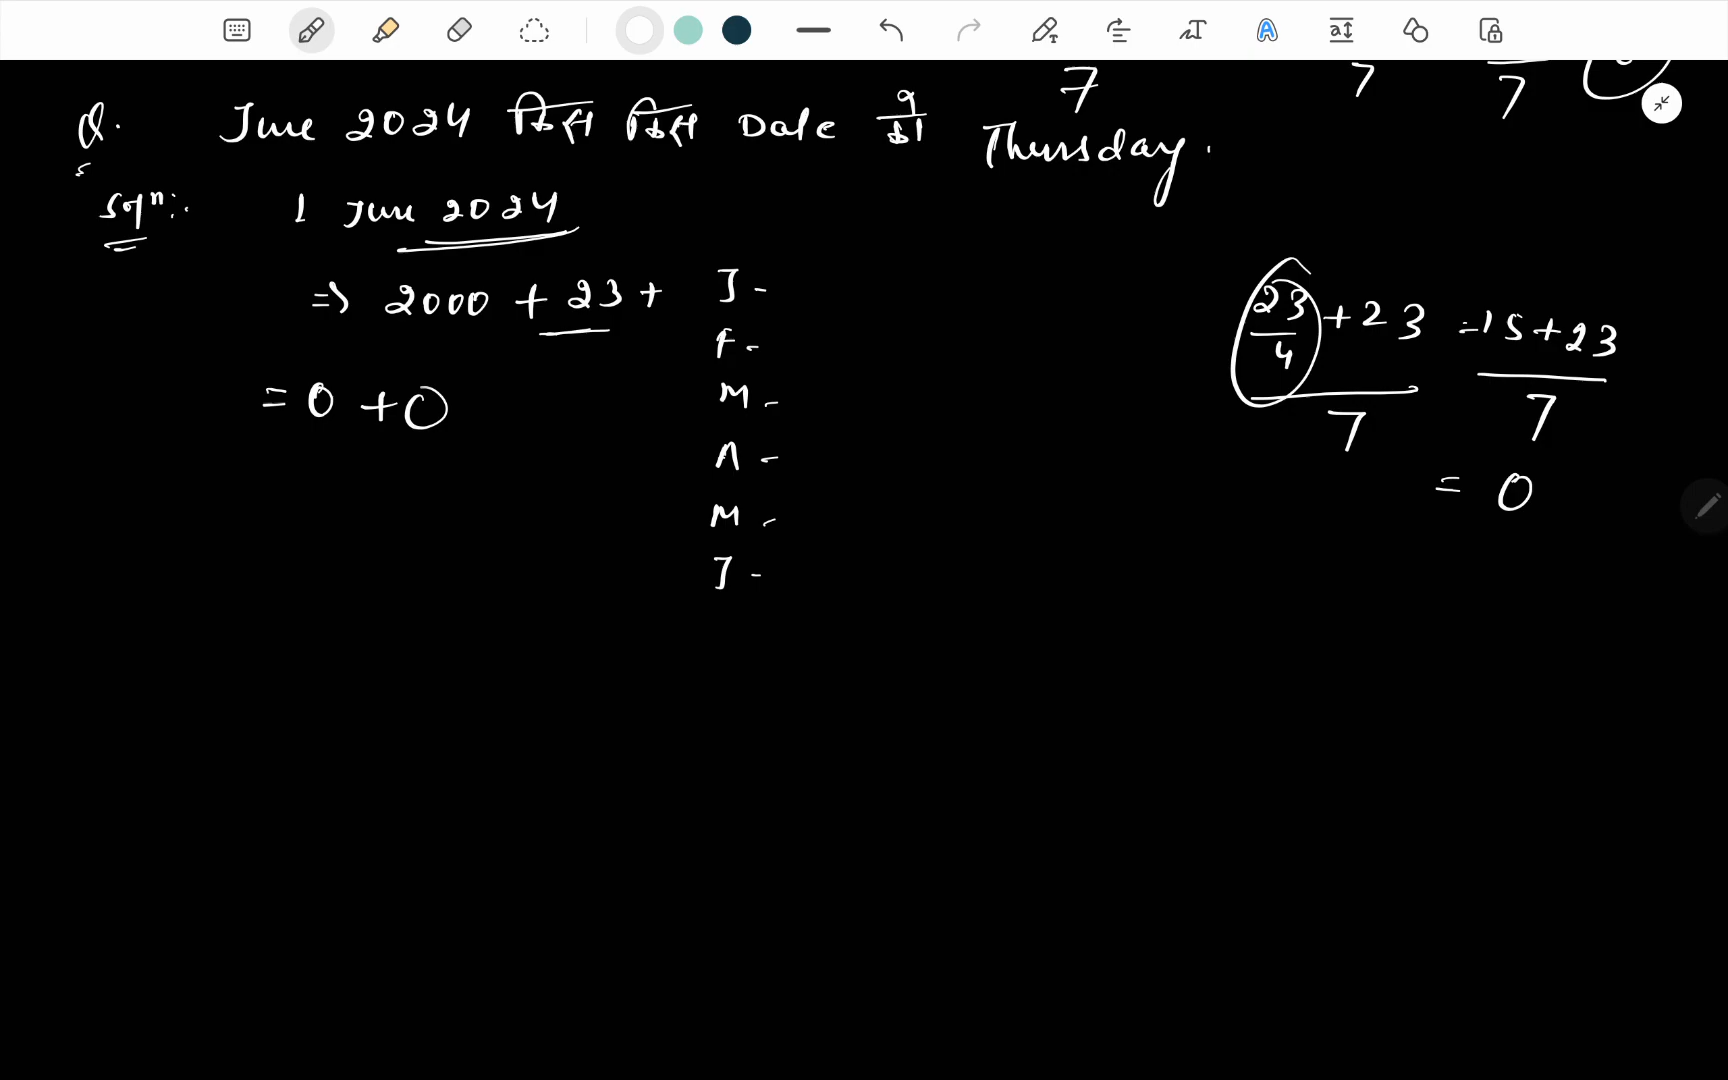 7 7 7
Q. June 2024 किस किस Date को Thursday.
Solⁿ:. 1 June 2024
=> 2000 + 23 + J -
F -
M -
A -
M -
J -
= 0 + 0
23/4 + 23 / 7 = 15 + 23 / 7
= 0